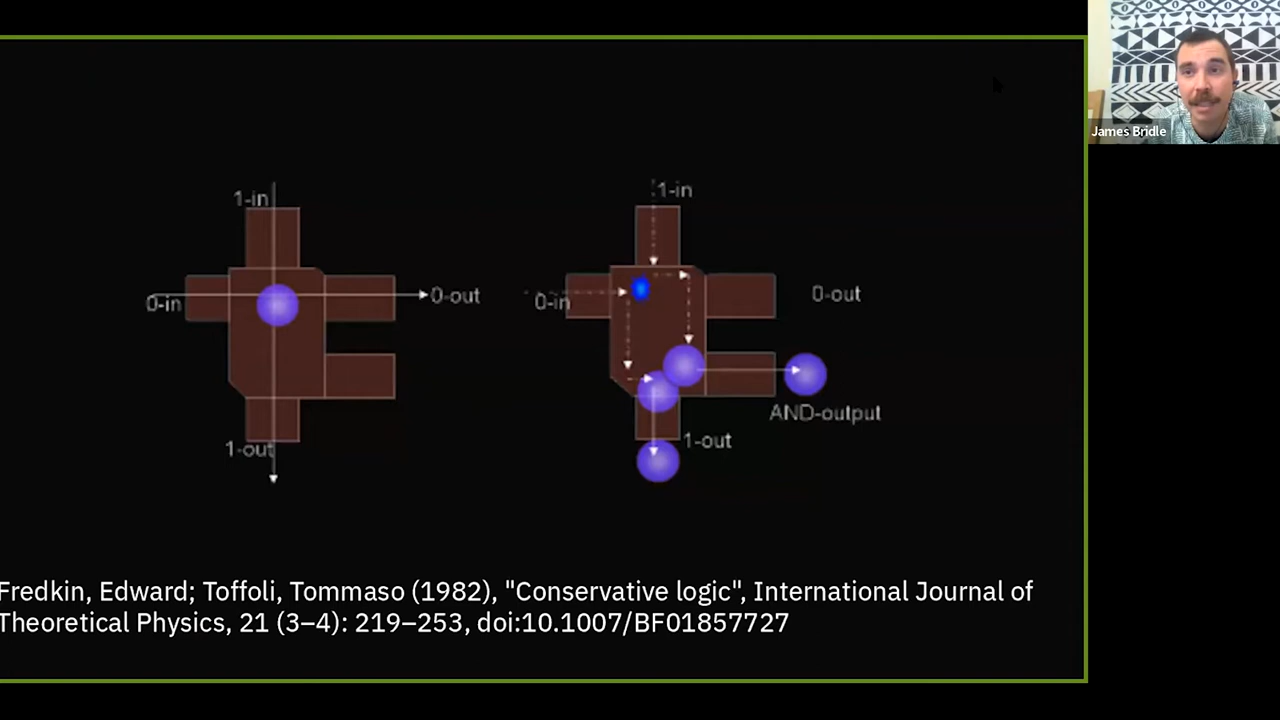 James Bridle
1-in
0-in
0-out
1-out
1-in
0-in
0-out
AND-output
1-out
Fredkin, Edward; Toffoli, Tommaso (1982), "Conservative logic", International Journal of
Theoretical Physics, 21 (3–4): 219–253, doi:10.1007/BF01857727